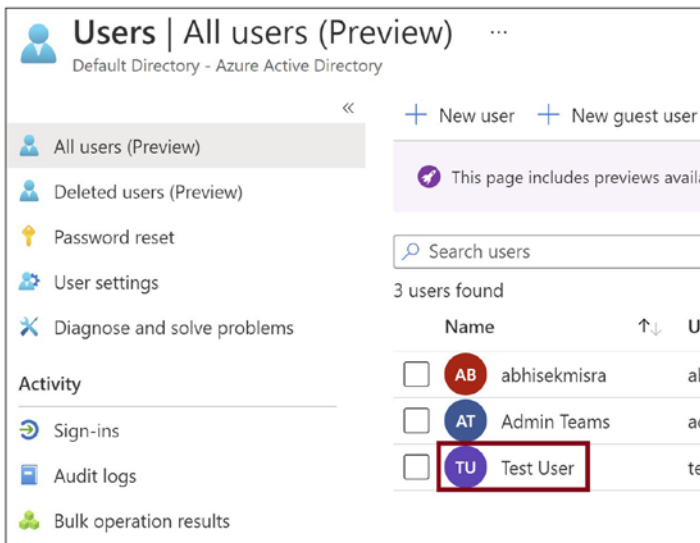 Users | All users (Preview) ...
Default Directory - Azure Active Directory
«
All users (Preview)
Deleted users (Preview)
Password reset
User settings
Diagnose and solve problems
Activity
Sign-ins
Audit logs
Bulk operation results
+ New user + New guest user
This page includes previews
Search users
3 users found
Name ↑↓
AB abhisekmisra
AT Admin Teams
TU Test User